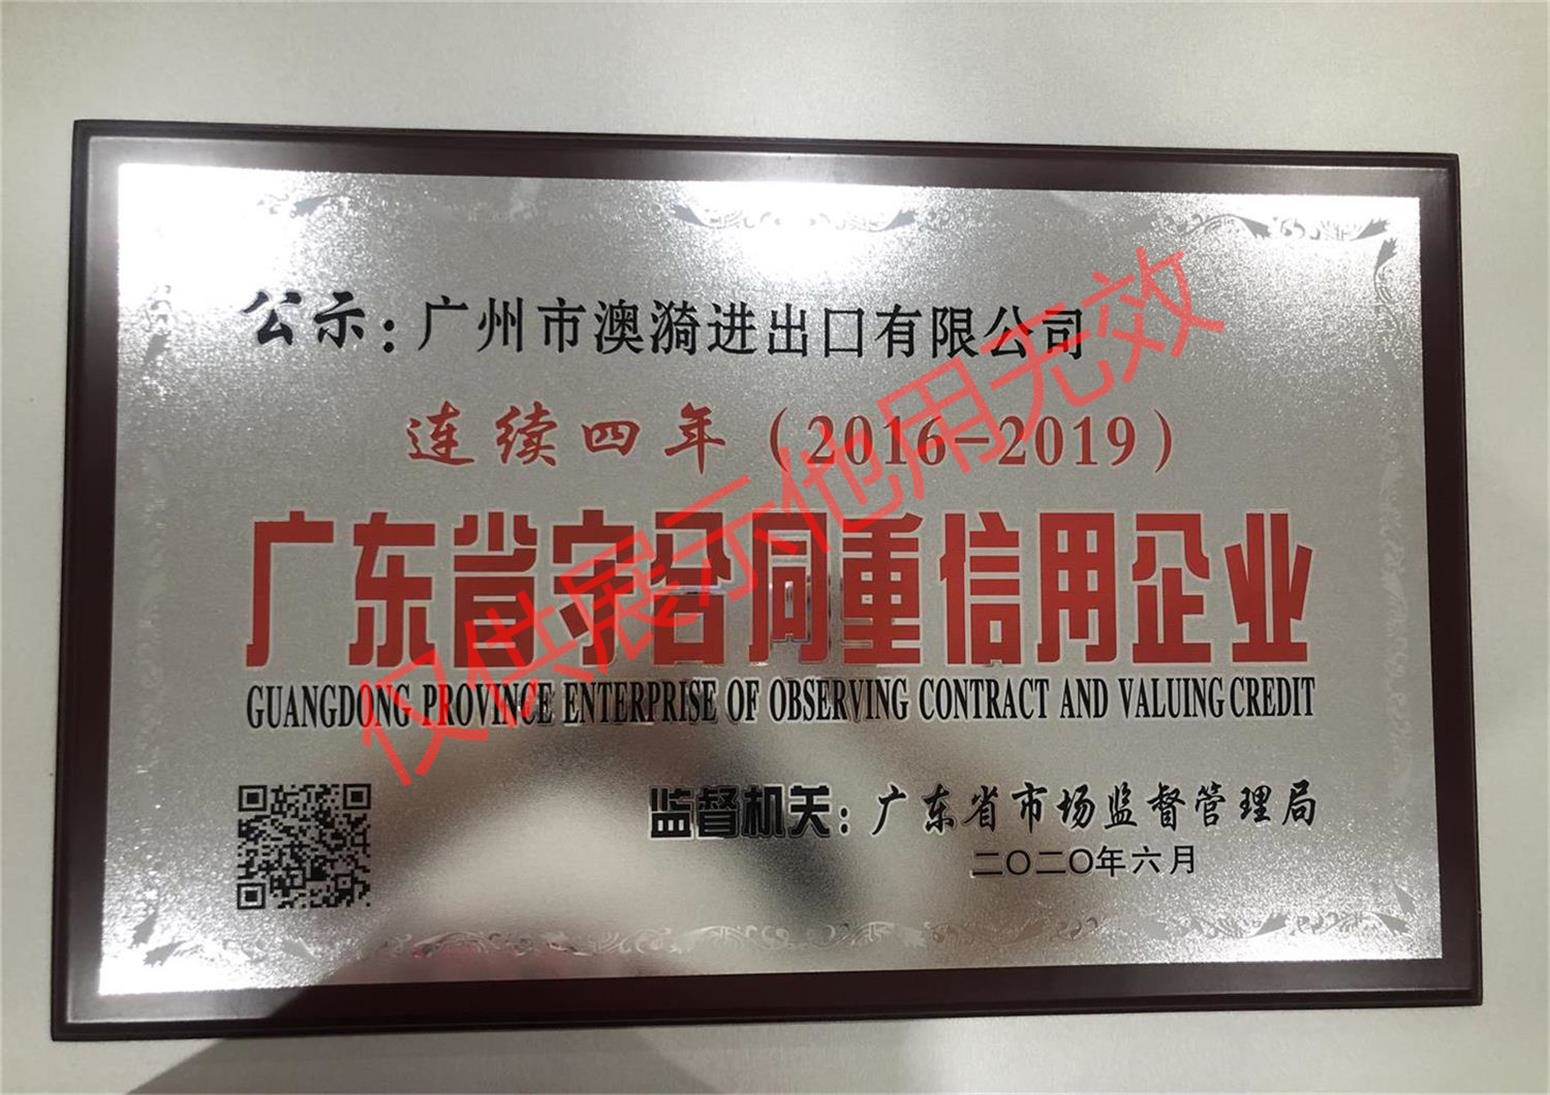 公示:广州市澳漪进出口有限公司
连续四年(2016-2019)
广东省守合同重信用企业
GUANGDONG PROVINCE ENTERPRISE OF OBSERVING CONTRACT AND VALUING CREDIT
监督机关:广东省市场监督管理局
二〇二〇年六月
仅供展示他用无效